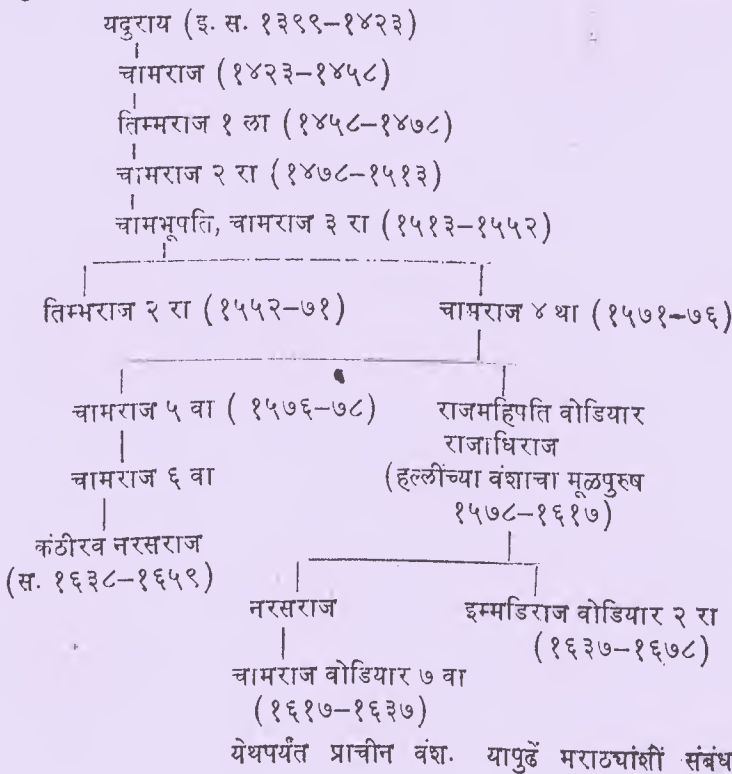 यदुराय (इ. स. १३९९–१४२३)
चामराज (१४२३–१४५८)
तिम्मराज १ ला (१४५८–१४७८)
चामराज २ रा (१४७८–१५१३)
चामभूपति, चामराज ३ रा (१५१३–१५५२)
तिम्मराज २ रा (१५५२–७१) चामराज ४ था (१५७१–७६)
चामराज ५ वा ( १५७६–७८) राजमहिपति वोडियार
राजाधिराज
चामराज ६ वा (हल्लींच्या वंशाचा मूळपुरुष
१५७८–१६१७)
कंठीरव नरसराज
(स. १६३८–१६५९)
नरसराज इम्मडिराज वोडियार २ रा
(१६३७–१६७८)
चामराज वोडियार ७ वा
(१६१७–१६३७)
येथपर्यंत प्राचीन वंश. यापुढें मराठ्यांशीं संबंध